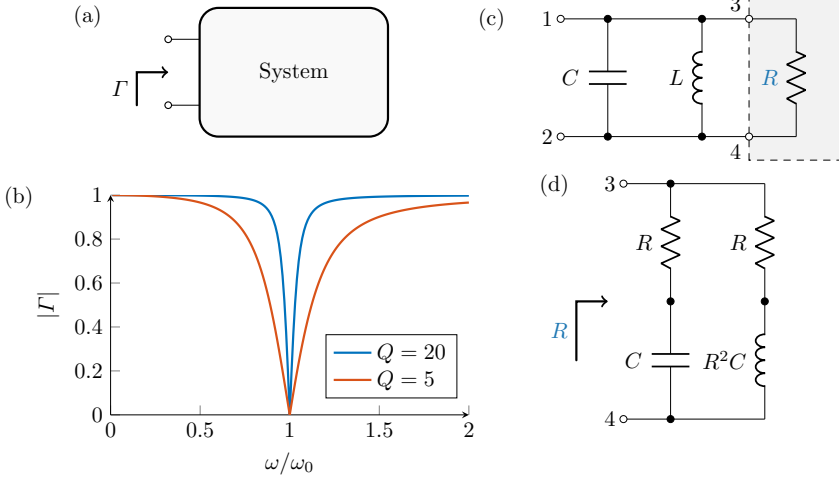 (a)
System
Γ
(b)
1
0.8
0.6
0.4
0.2
0
|Γ|
0
0.5
1
1.5
2
ω/ω₀
Q = 20
Q = 5
(c)
1
3
C
L
R
2
4
(d)
3
R
R
R
C
R²C
4